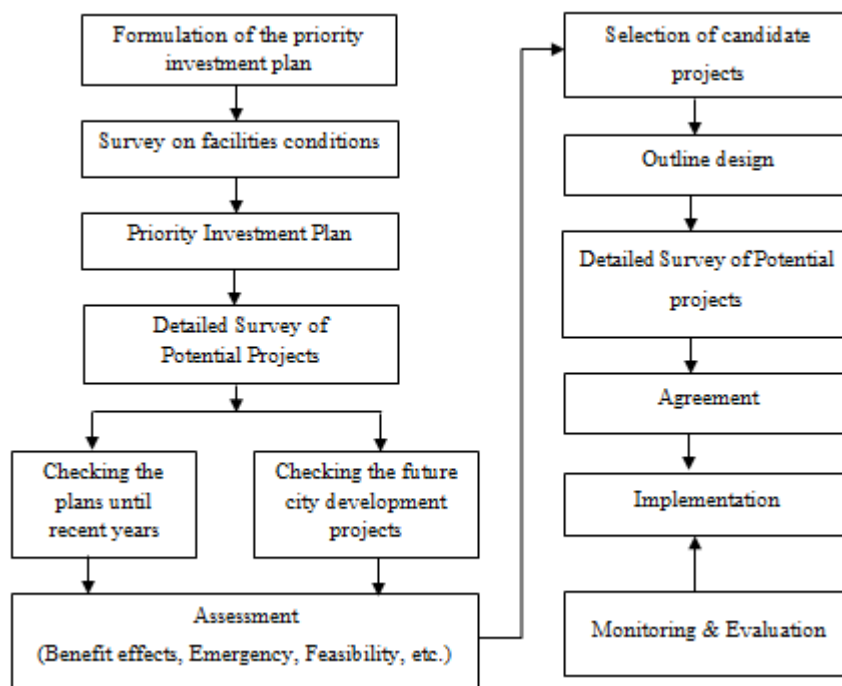 Formulation of the priority
investment plan
Survey on facilities conditions
Priority Investment Plan
Detailed Survey of
Potential Projects
Checking the
plans until
recent years
Checking the future
city development
projects
Assessment
(Benefit effects, Emergency, Feasibility, etc.)
Selection of candidate
projects
Outline design
Detailed Survey of Potential
projects
Agreement
Implementation
Monitoring & Evaluation